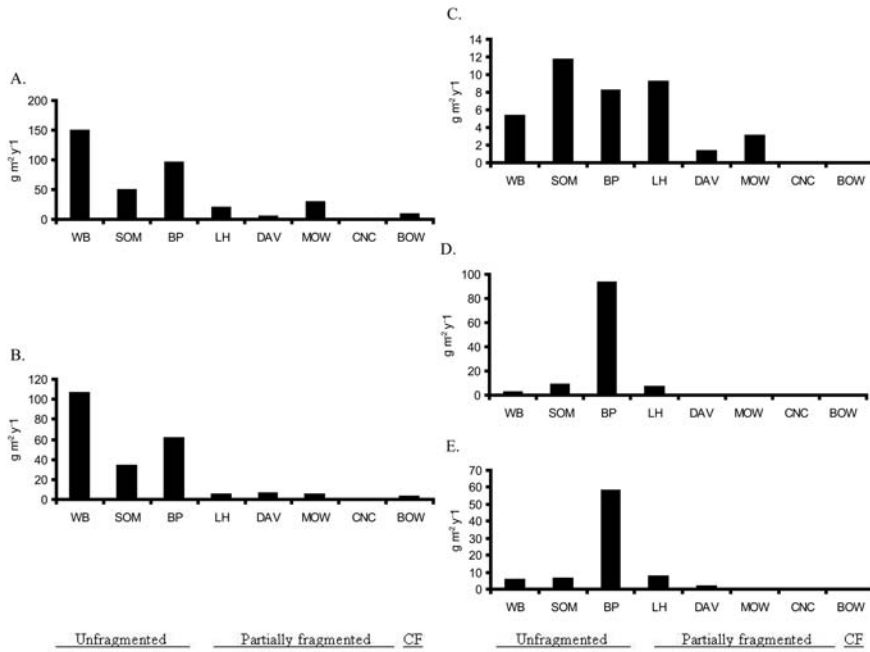 A.
g m² y⁻¹
200
150
100
50
0
WB SOM BP LH DAV MOW CNC BOW
B.
g m² y⁻¹
120
100
80
60
40
20
0
WB SOM BP LH DAV MOW CNC BOW
Unfragmented Partially fragmented CF
C.
g m² y⁻¹
14
12
10
8
6
4
2
0
WB SOM BP LH DAV MOW CNC BOW
D.
g m² y⁻¹
100
80
60
40
20
0
WB SOM BP LH DAV MOW CNC BOW
E.
g m² y⁻¹
70
60
50
40
30
20
10
0
WB SOM BP LH DAV MOW CNC BOW
Unfragmented Partially fragmented CF